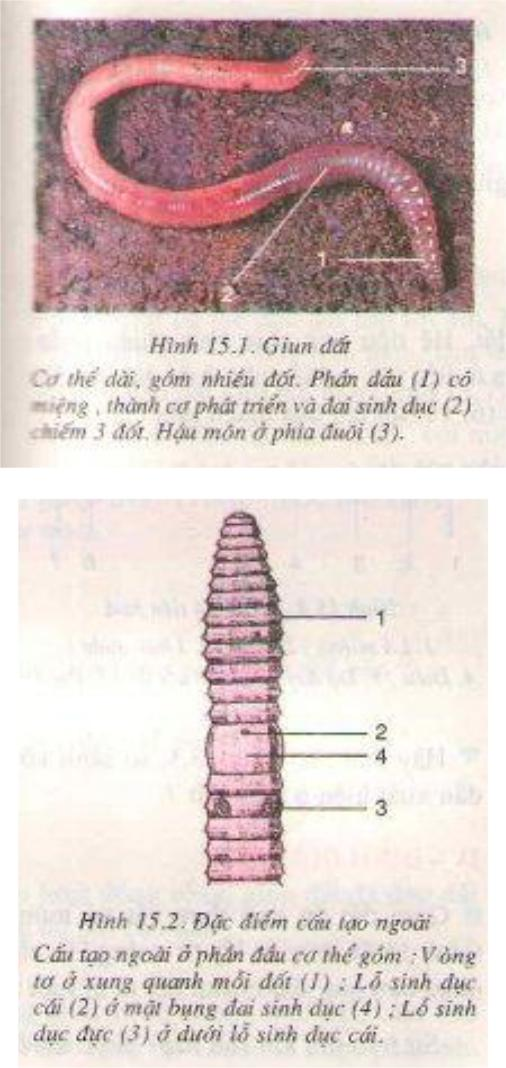 3
2
1
Hình 15.1. Giun đất
Cơ thể dài, gồm nhiều đốt. Phần đầu (1) có
miệng , thành cơ phát triển và đai sinh dục (2)
chiếm 3 đốt. Hậu môn ở phía đuôi (3).
1
2
4
3
Hình 15.2. Đặc điểm cấu tạo ngoài
Cấu tạo ngoài ở phần đầu cơ thể gồm : Vòng
tơ ở xung quanh mỗi đốt (1) ; Lỗ sinh dục
cái (2) ở mặt bụng đai sinh dục (4) ; Lỗ sinh
dục đực (3) ở dưới lỗ sinh dục cái.